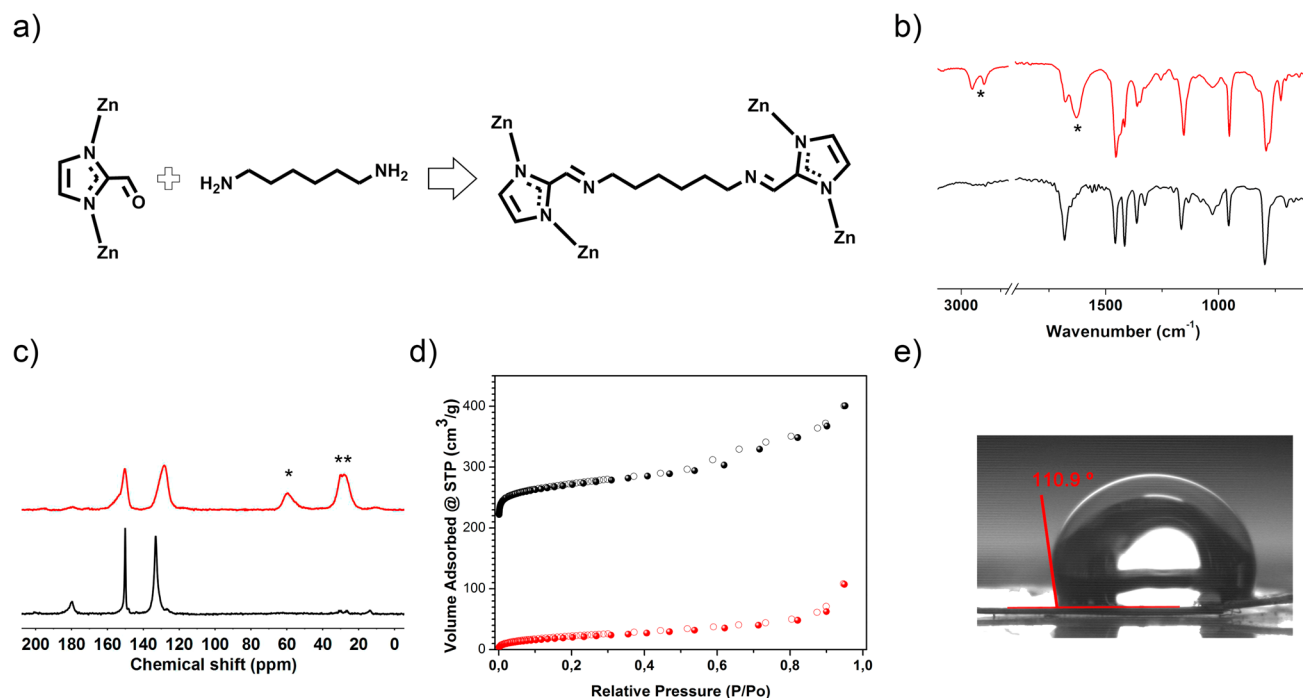 a)
Zn
N
N
O
Zn
H2N
NH2
Zn
N
N
N
Zn
N
N
N
Zn
Zn
b)
*
*
3000
1500
1000
Wavenumber (cm-1)
c)
*
**
200
180
160
140
120
100
80
60
40
20
0
Chemical shift (ppm)
d)
Volume Adsorbed @ STP (cm3/g)
400
300
200
100
0
0,0
0,2
0,4
0,6
0,8
1,0
Relative Pressure (P/Po)
e)
110.9 º